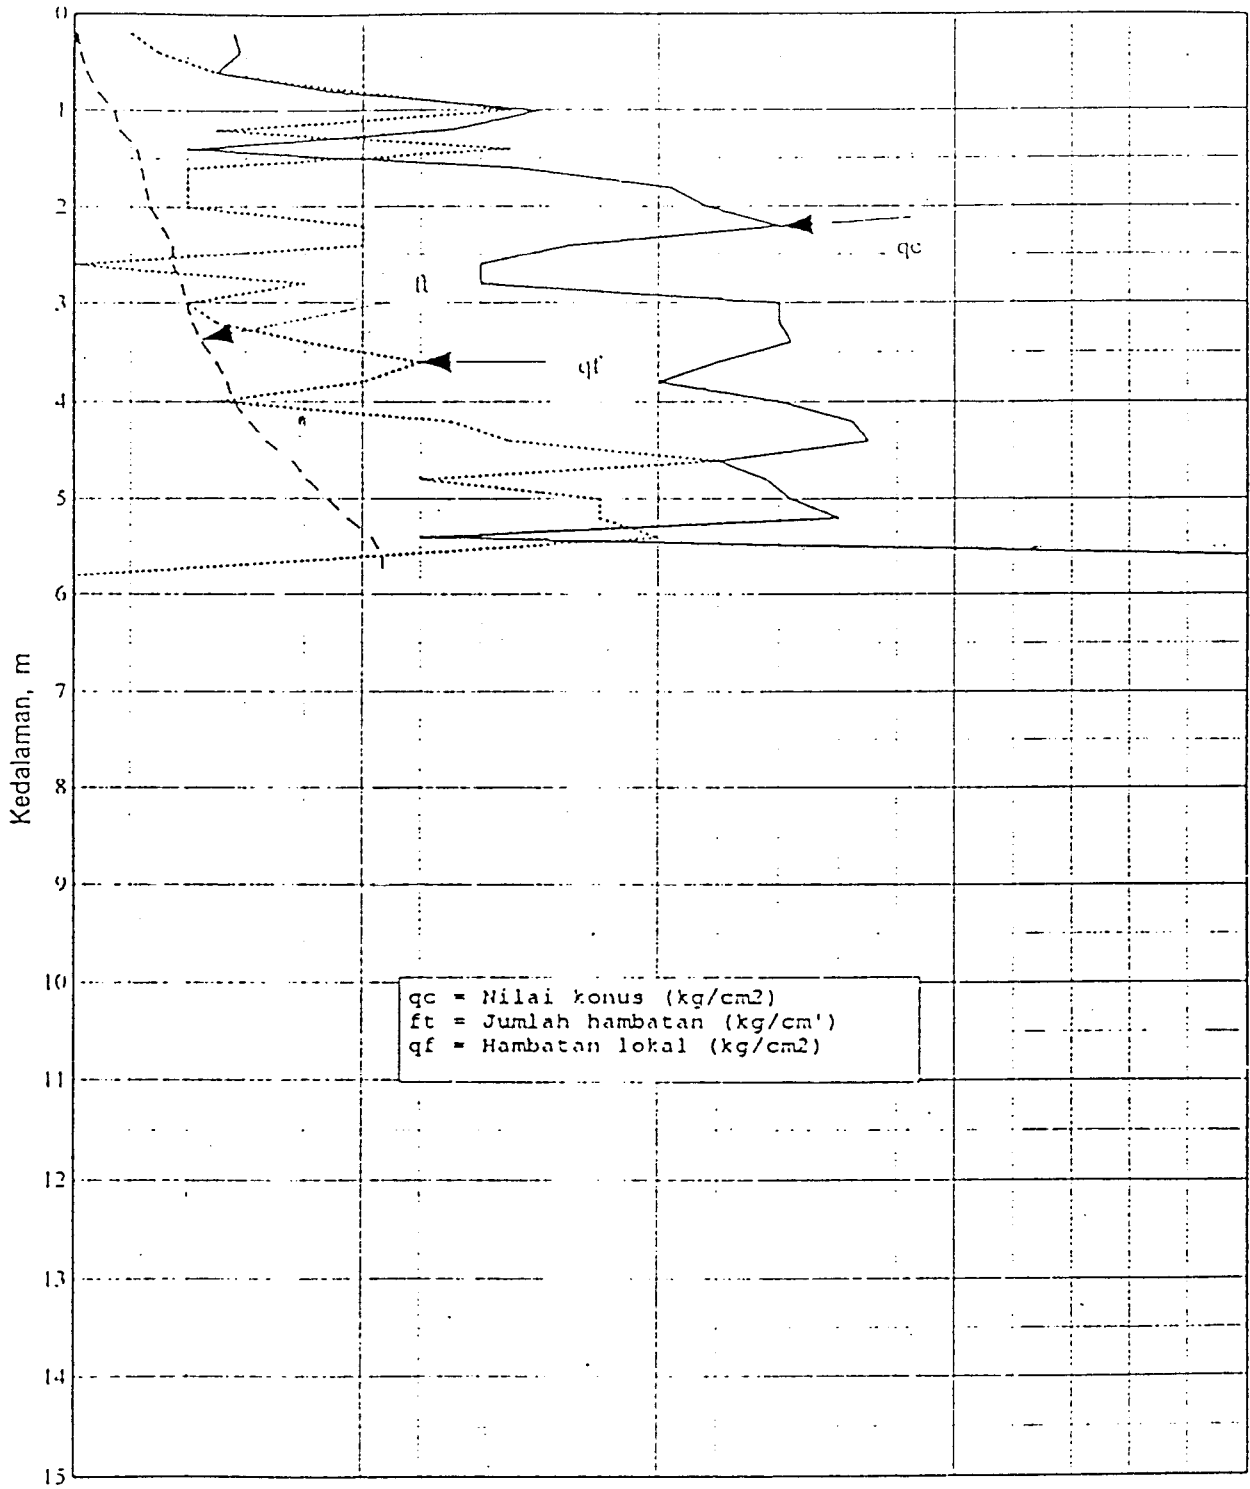 0
1
2
qc
ft
3
qf
4
5
6
Kedalaman, m
7
8
9
10
qc = Nilai konus (kg/cm2)
ft = Jumlah hambatan (kg/cm')
qf = Hambatan lokal (kg/cm2)
11
12
13
14
15